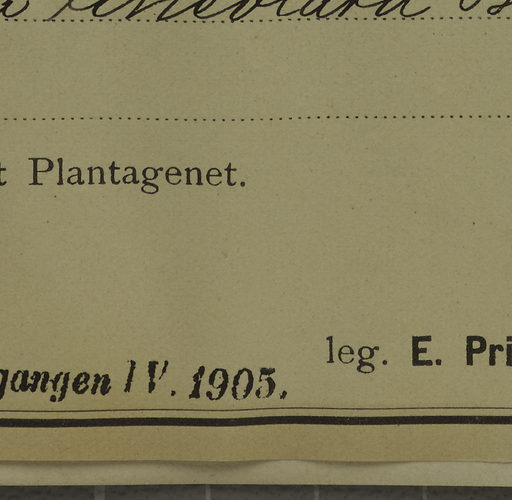 t Plantagenet.
leg. E. Pri
gangen IV. 1905.